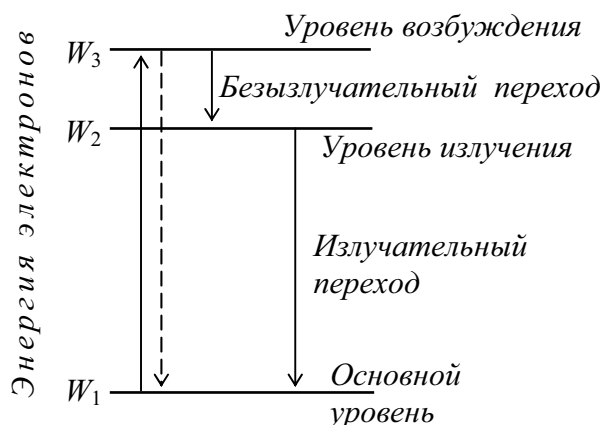 Энергия электронов
W3
Уровень возбуждения
Безызлучательный переход
W2
Уровень излучения
Излучательный
переход
W1
Основной
уровень